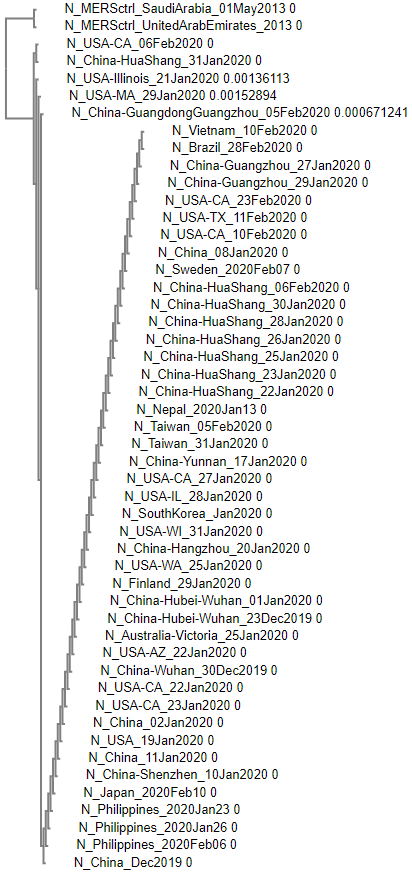 N_MERSctrl_SaudiArabia_01May2013 0
N_MERSctrl_UnitedArabEmirates_2013 0
N_USA-CA_06Feb2020 0
N_China-HuaShang_31Jan2020 0
N_USA-Illinois_21Jan2020 0.00136113
N_USA-MA_29Jan2020 0.00152894
N_China-GuangdongGuangzhou_05Feb2020 0.000671241
N_Vietnam_10Feb2020 0
N_Brazil_28Feb2020 0
N_China-Guangzhou_27Jan2020 0
N_China-Guangzhou_29Jan2020 0
N_USA-CA_23Feb2020 0
N_USA-TX_11Feb2020 0
N_USA-CA_10Feb2020 0
N_China_08Jan2020 0
N_Sweden_2020Feb07 0
N_China-HuaShang_06Feb2020 0
N_China-HuaShang_30Jan2020 0
N_China-HuaShang_28Jan2020 0
N_China-HuaShang_26Jan2020 0
N_China-HuaShang_25Jan2020 0
N_China-HuaShang_23Jan2020 0
N_China-HuaShang_22Jan2020 0
N_Nepal_2020Jan13 0
N_Taiwan_05Feb2020 0
N_Taiwan_31Jan2020 0
N_China-Yunnan_17Jan2020 0
N_USA-CA_27Jan2020 0
N_USA-IL_28Jan2020 0
N_SouthKorea_Jan2020 0
N_USA-WI_31Jan2020 0
N_China-Hangzhou_20Jan2020 0
N_USA-WA_25Jan2020 0
N_Finland_29Jan2020 0
N_China-Hubei-Wuhan_01Jan2020 0
N_China-Hubei-Wuhan_23Dec2019 0
N_Australia-Victoria_25Jan2020 0
N_USA-AZ_22Jan2020 0
N_China-Wuhan_30Dec2019 0
N_USA-CA_22Jan2020 0
N_USA-CA_23Jan2020 0
N_China_02Jan2020 0
N_USA_19Jan2020 0
N_China_11Jan2020 0
N_China-Shenzhen_10Jan2020 0
N_Japan_2020Feb10 0
N_Philippines_2020Jan23 0
N_Philippines_2020Jan26 0
N_Philippines_2020Feb06 0
N_China_Dec2019 0